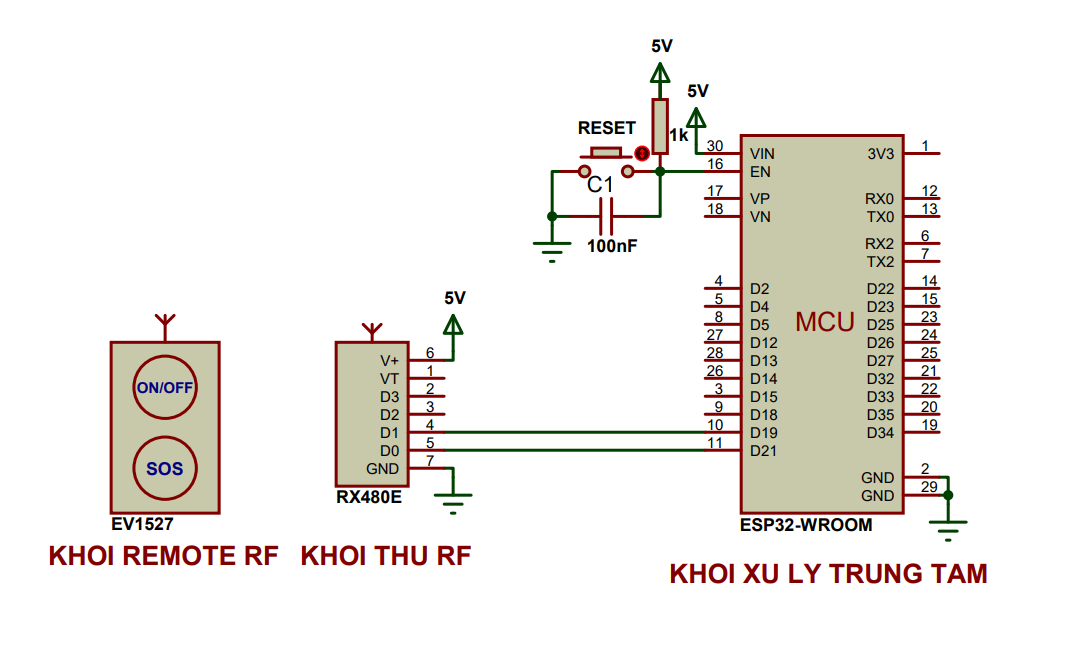 5V
5V
RESET
1k
C1
100nF
30 VIN
16 EN
17 VP
18 VN
4 D2
5 D4
8 D5
27 D12
28 D13
26 D14
3 D15
9 D18
10 D19
11 D21
MCU
3V3 1
RX0 12
TX0 13
RX2 6
TX2 7
D22 14
D23 15
D25 23
D26 24
D27 25
D32 21
D33 22
D35 20
D34 19
GND 2
GND 29
ESP32-WROOM
KHOI XU LY TRUNG TAM
5V
V+ 6
VT 1
D3 2
D2 3
D1 4
D0 5
GND 7
RX480E
KHOI THU RF
ON/OFF
SOS
EV1527
KHOI REMOTE RF